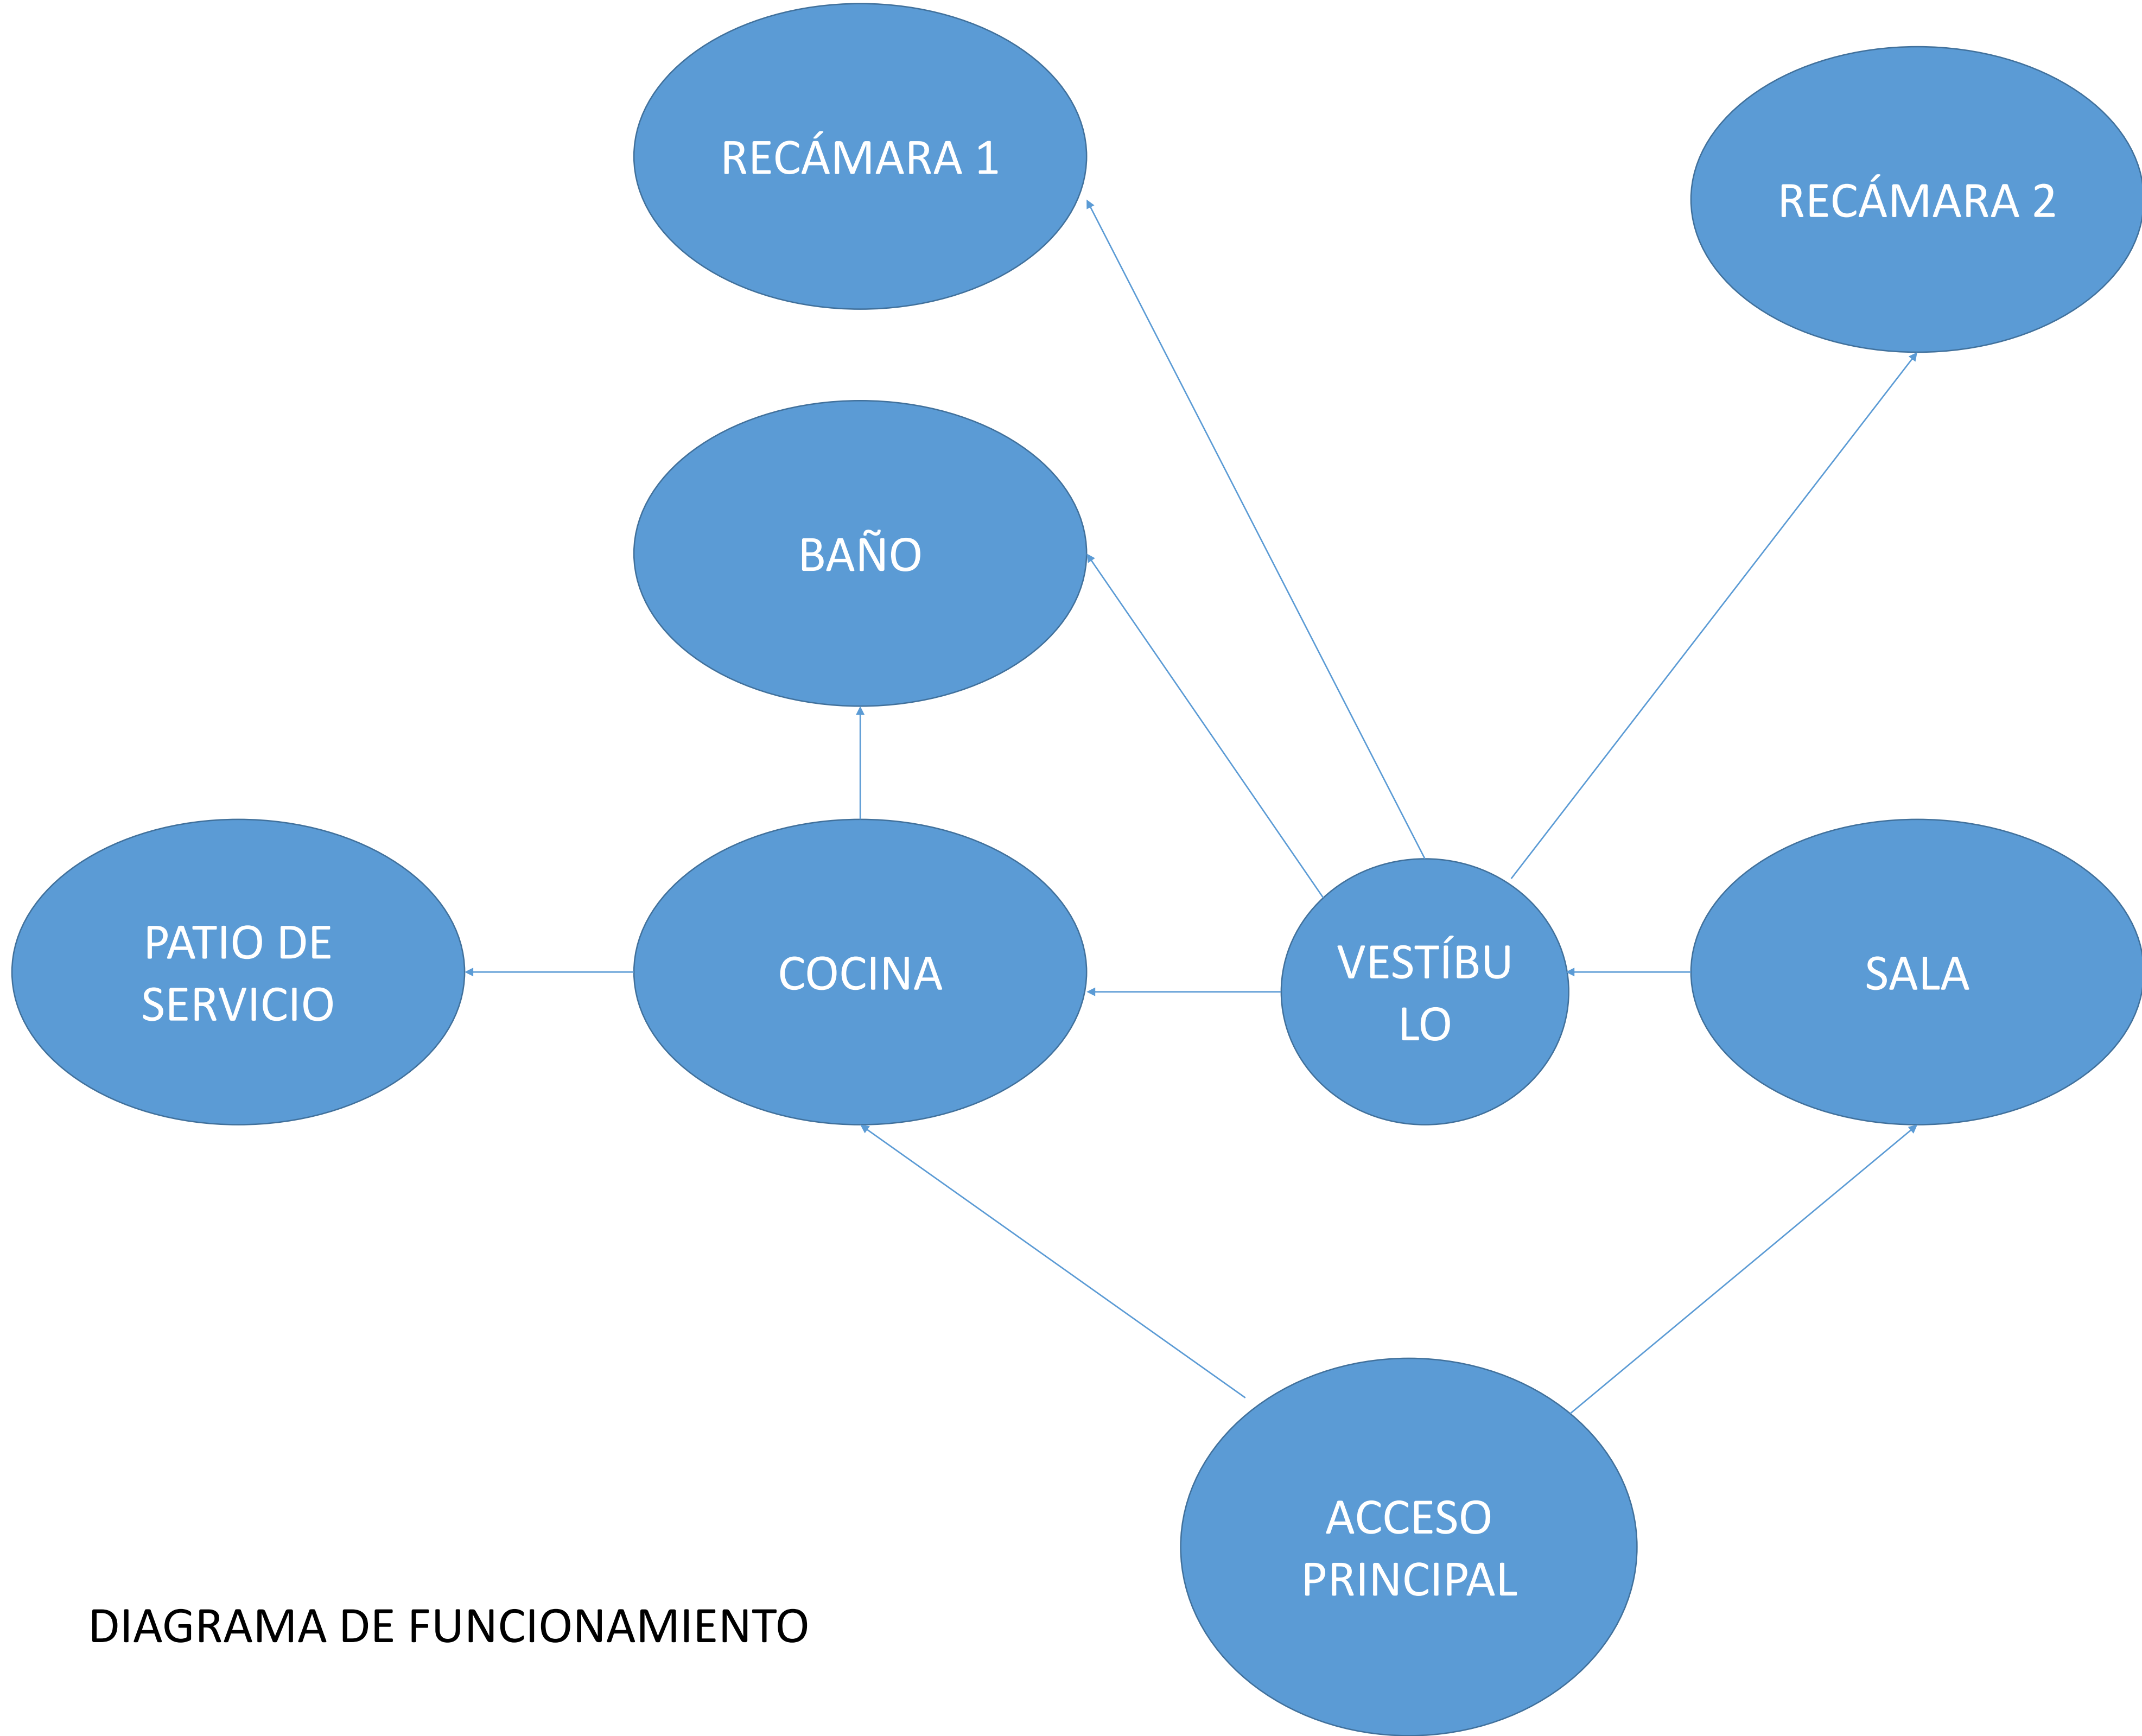 RECÁMARA 1
RECÁMARA 2
BAÑO
PATIO DE
SERVICIO
COCINA
VESTÍBU
LO
SALA
ACCESO
PRINCIPAL
DIAGRAMA DE FUNCIONAMIENTO